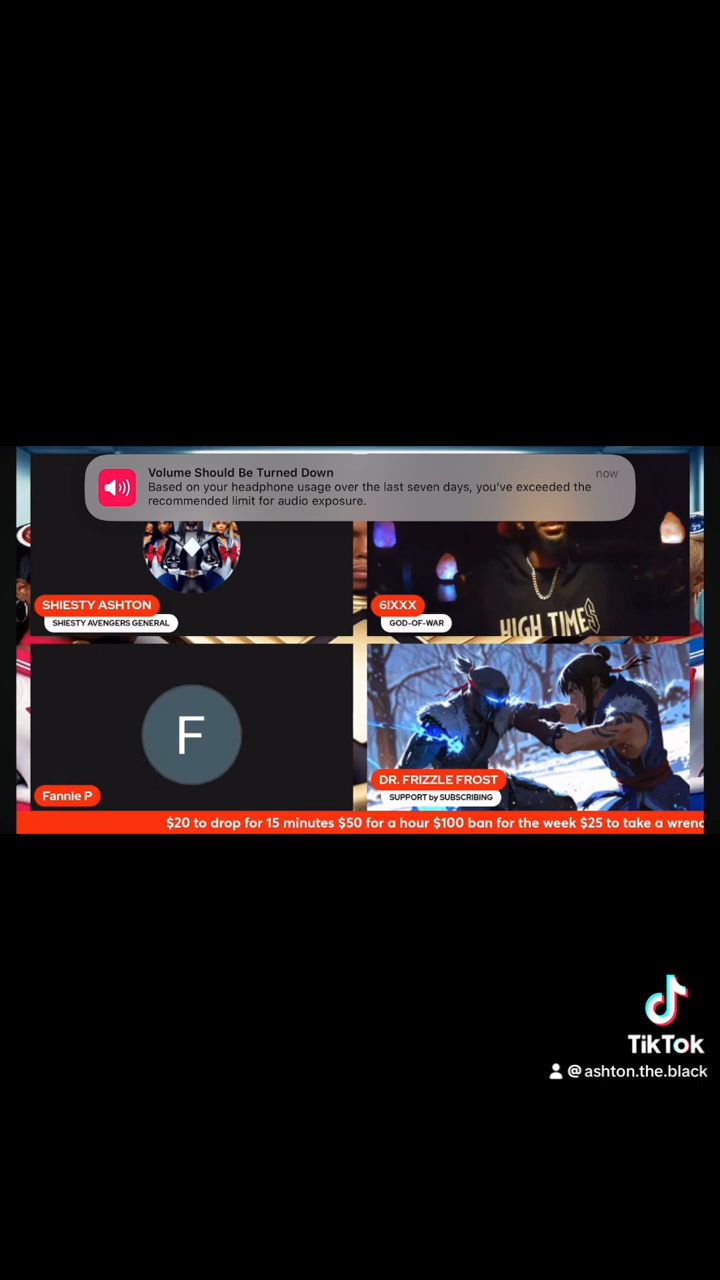 Volume Should Be Turned Down
now
Based on your headphone usage over the last seven days, you’ve exceeded the
recommended limit for audio exposure.
SHIESTY ASHTON
SHIESTY AVENGERS GENERAL
6!XXX
GOD-OF-WAR
HIGH TIME$
F
Fannie P
DR. FRIZZLE FROST
SUPPORT by SUBSCRIBING
$20 to drop for 15 minutes $50 for a hour $100 ban for the week $25 to take a wrenc
TikTok
@ashton.the.black